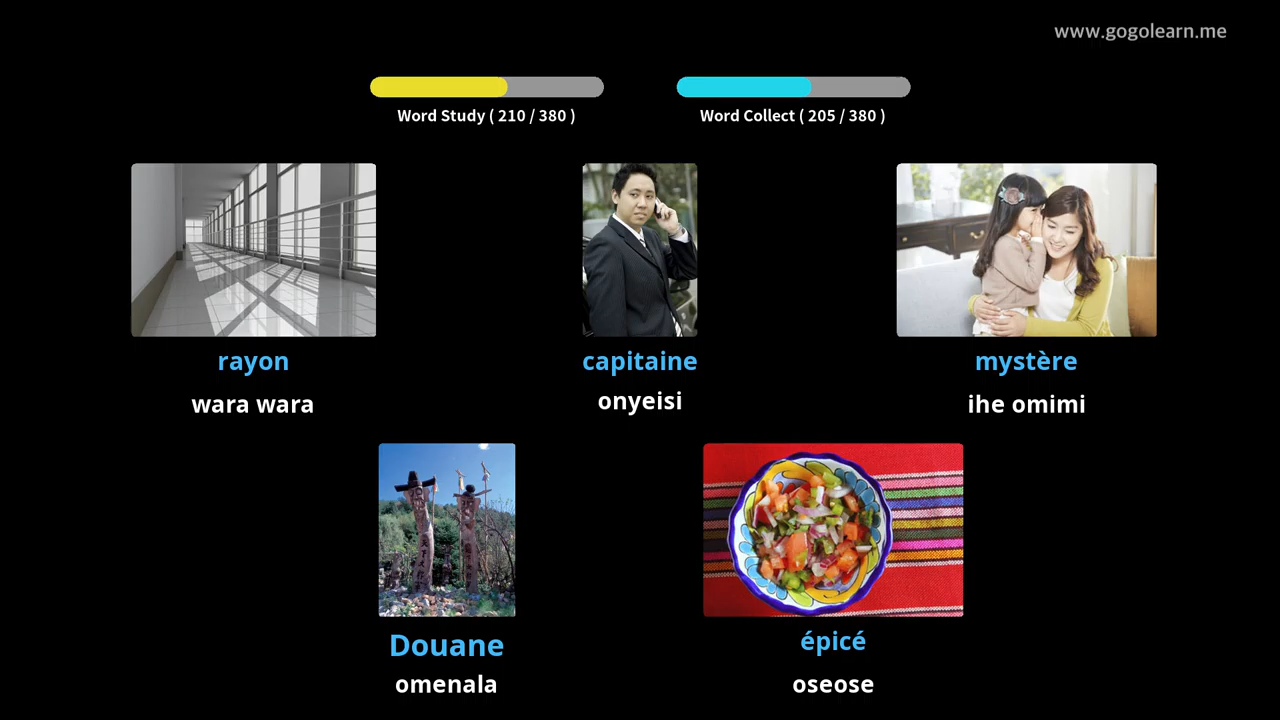 www.gogolearn.me
Word Study ( 210 / 380 )
Word Collect ( 205 / 380 )
rayon
capitaine
mystère
wara wara
onyeisi
ihe omimi
Douane
épicé
omenala
oseose